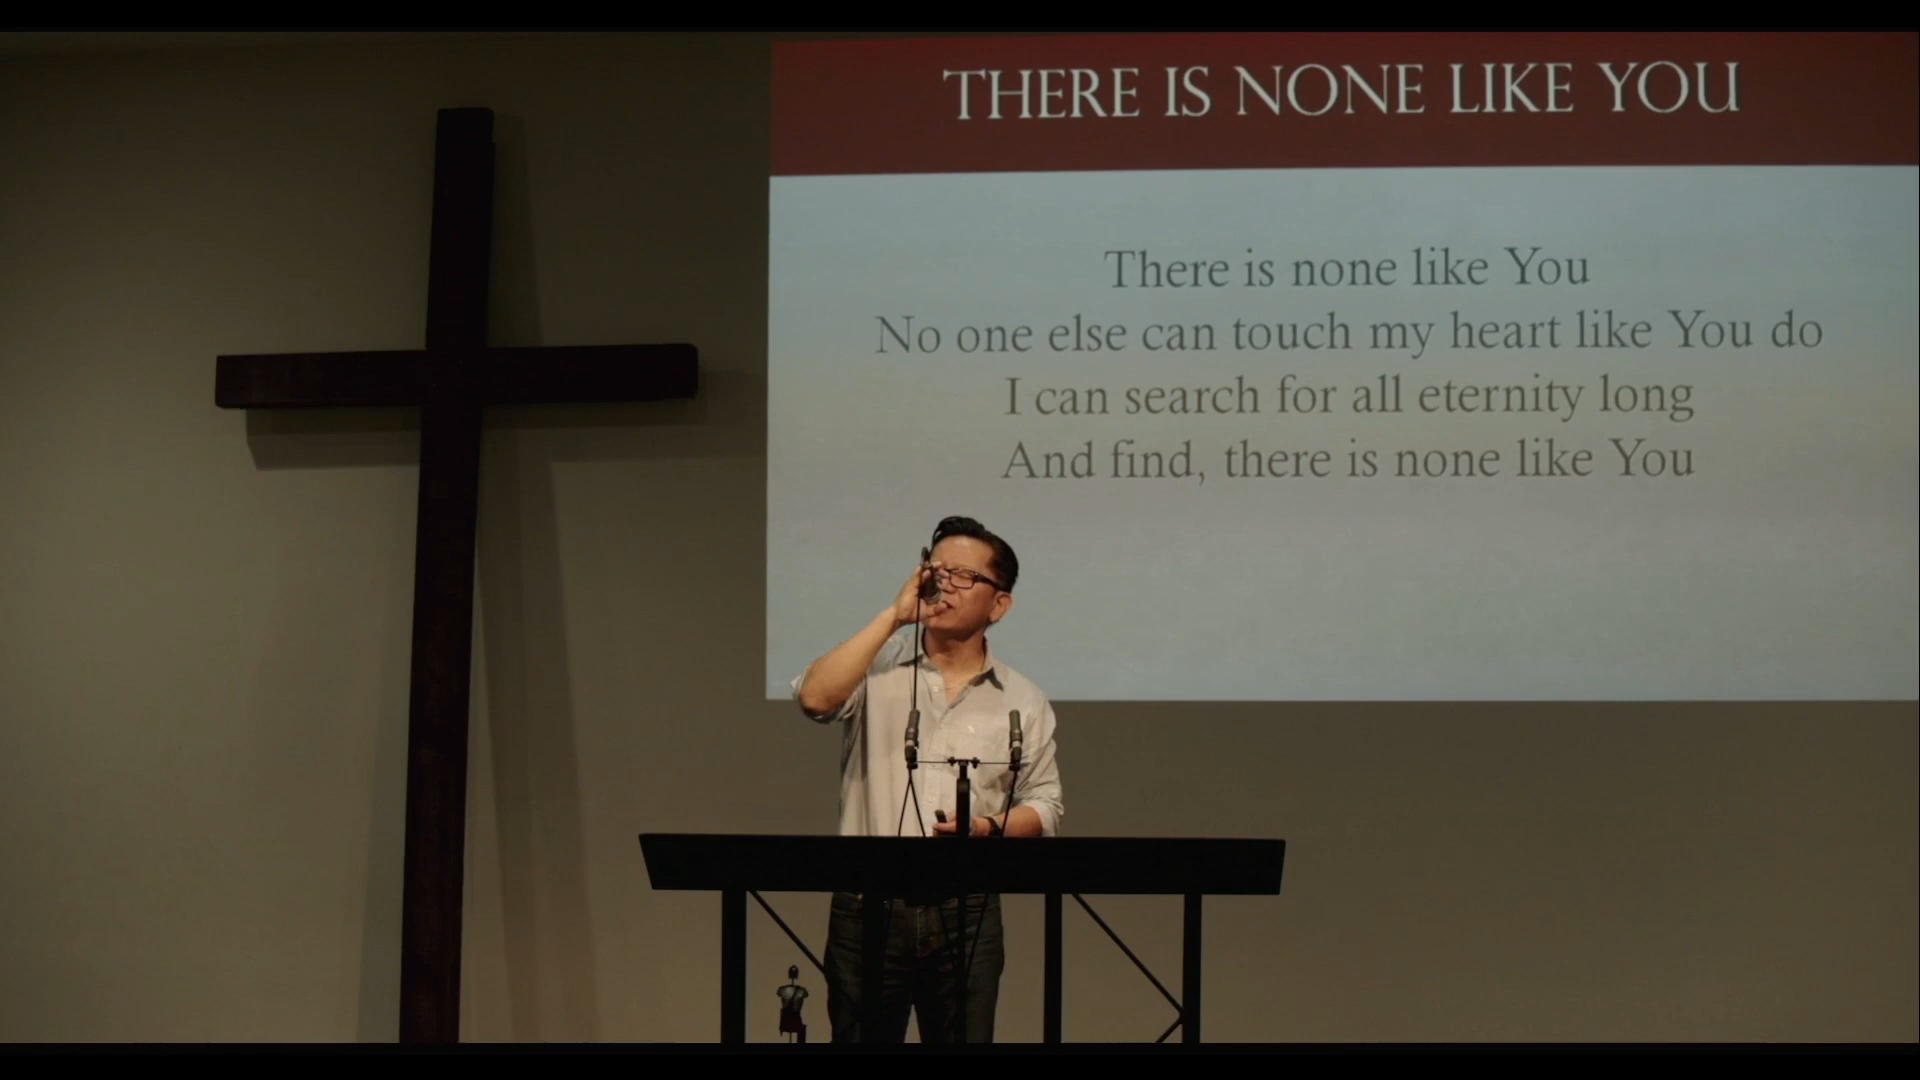 THERE IS NONE LIKE YOU
There is none like You
No one else can touch my heart like You do
I can search for all eternity long
And find, there is none like You